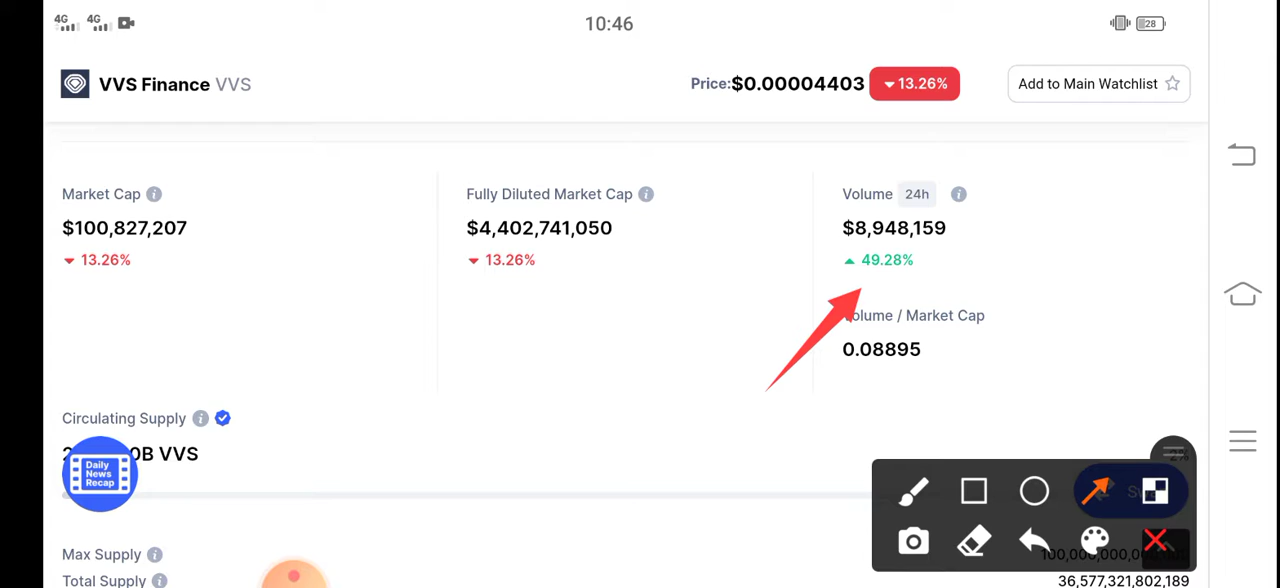 4G 4G 10:46 28
VVS Finance VVS Price:$0.00004403 13.26% Add to Main Watchlist
Market Cap Fully Diluted Market Cap Volume 24h
$100,827,207 $4,402,741,050 $8,948,159
13.26% 13.26% 49.28%
Volume / Market Cap
0.08895
Circulating Supply
0B VVS
Daily
News
Recap
Max Supply
Total Supply 36,577,321,802,189